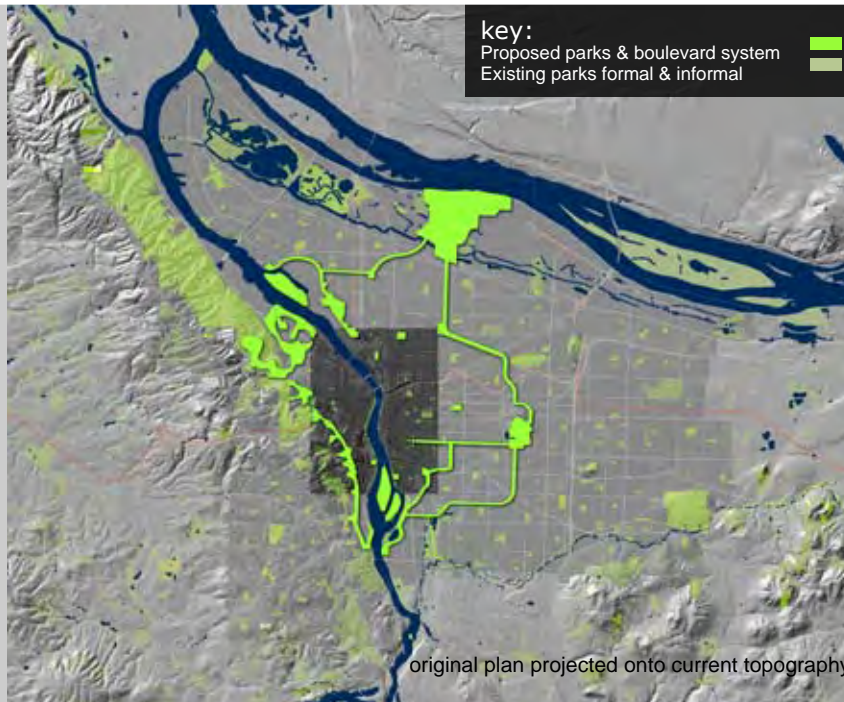 key:
Proposed parks & boulevard system
Existing parks formal & informal
original plan projected onto current topography